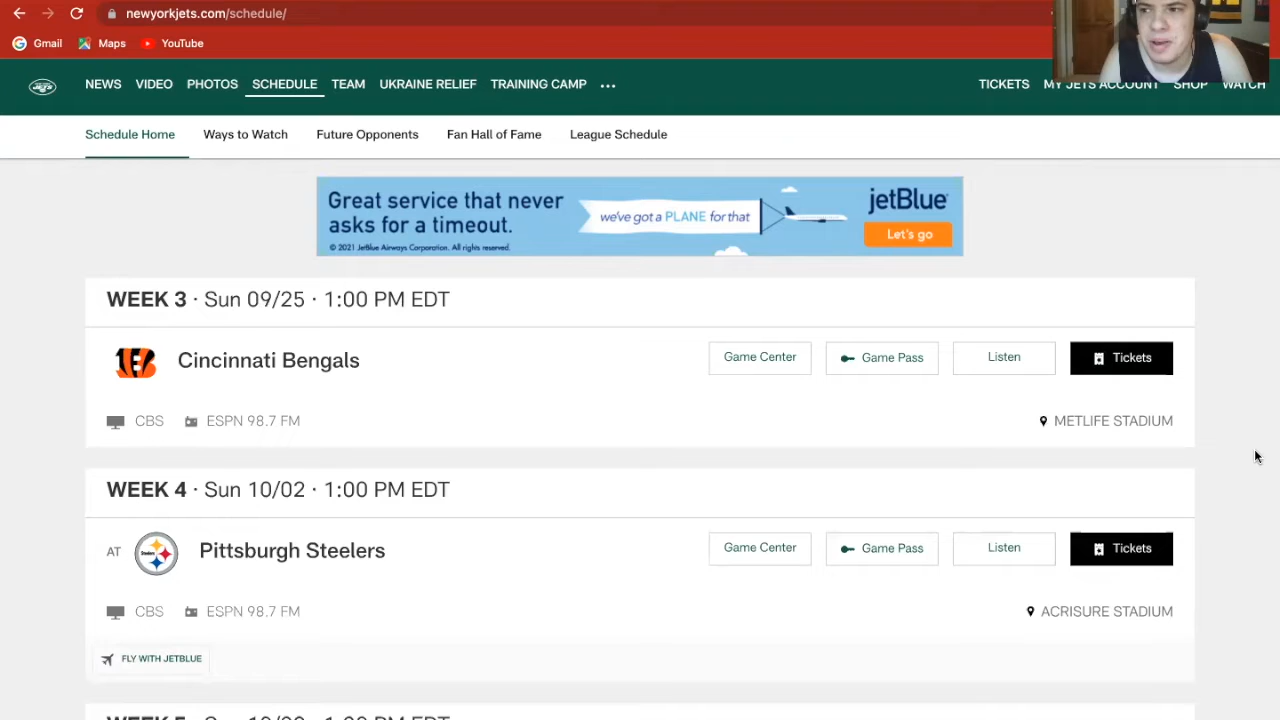 newyorkjets.com/schedule/
Gmail Maps YouTube
NEWS VIDEO PHOTOS SCHEDULE TEAM UKRAINE RELIEF TRAINING CAMP ... TICKETS MY JETS ACCOUNT SHOP WATCH
Schedule Home Ways to Watch Future Opponents Fan Hall of Fame League Schedule
Great service that never
asks for a timeout.
© 2021 JetBlue Airways Corporation. All rights reserved.
we've got a PLANE for that
jetBlue
Let's go
WEEK 3 · Sun 09/25 · 1:00 PM EDT
Cincinnati Bengals Game Center Game Pass Listen Tickets
CBS ESPN 98.7 FM METLIFE STADIUM
WEEK 4 · Sun 10/02 · 1:00 PM EDT
AT Steelers Pittsburgh Steelers Game Center Game Pass Listen Tickets
CBS ESPN 98.7 FM ACRISURE STADIUM
FLY WITH JETBLUE